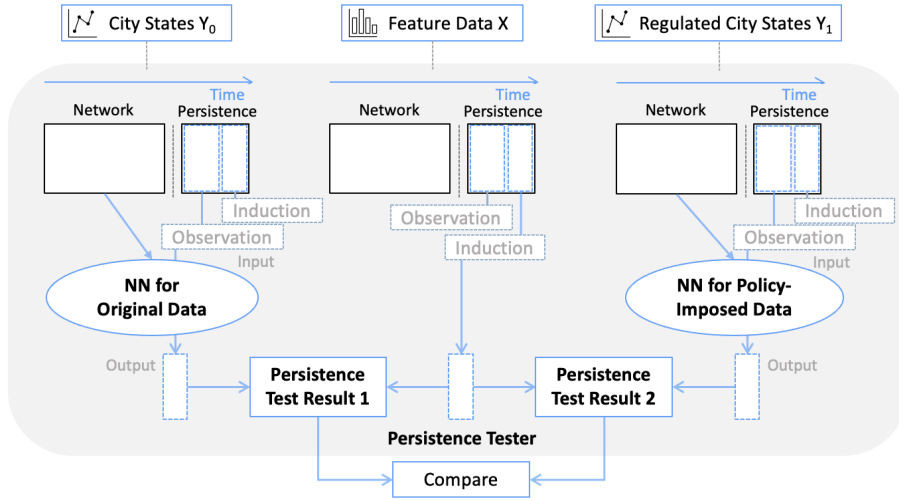 City States Y₀
Feature Data X
Regulated City States Y₁
Time
Time
Time
Network
Persistence
Network
Persistence
Network
Persistence
Induction
Observation
Input
Observation
Induction
Induction
Observation
Input
NN for
Original Data
NN for Policy-
Imposed Data
Output
Persistence
Test Result 1
Persistence
Test Result 2
Output
Persistence Tester
Compare